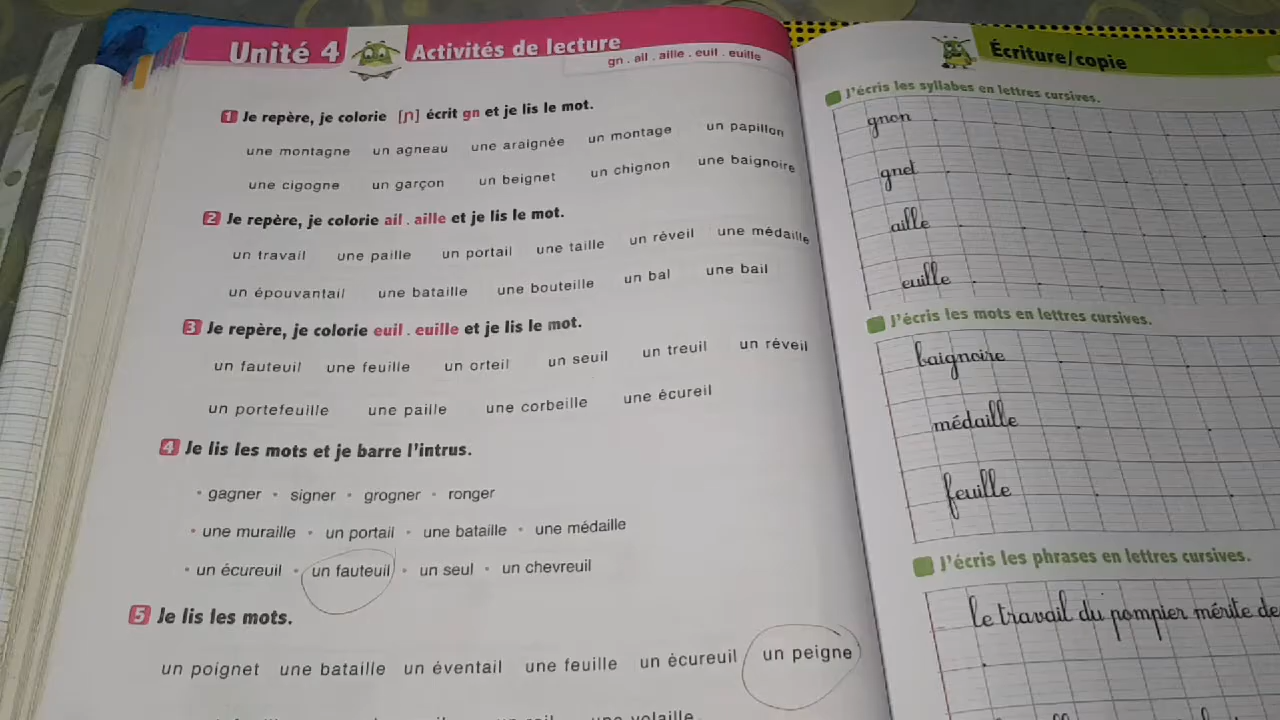 Unité 4 Activités de lecture
gn . ail . aille . euil . euille
1 Je repère, je colorie [ɲ] écrit gn et je lis le mot.
une montagne un agneau une araignée un montage un papillon
une cigogne un garçon un beignet un chignon une baignoire
2 Je repère, je colorie ail . aille et je lis le mot.
un travail une paille un portail une taille un réveil une médaille
un épouvantail une bataille une bouteille un bal une bail
3 Je repère, je colorie euil . euille et je lis le mot.
un fauteuil une feuille un orteil un seuil un treuil un réveil
un portefeuille une paille une corbeille une écureil
4 Je lis les mots et je barre l'intrus.
• gagner • signer • grogner • ronger
• une muraille • un portail • une bataille • une médaille
• un écureuil • un fauteuil • un seul • un chevreuil
5 Je lis les mots.
un poignet une bataille un éventail une feuille un écureuil un peigne
une volaille
Écriture/copie
J'écris les syllabes en lettres cursives.
gnon
gnet
aille
euille
J'écris les mots en lettres cursives.
baignoire
médaille
feuille
J'écris les phrases en lettres cursives.
le travail du pompier mérite de